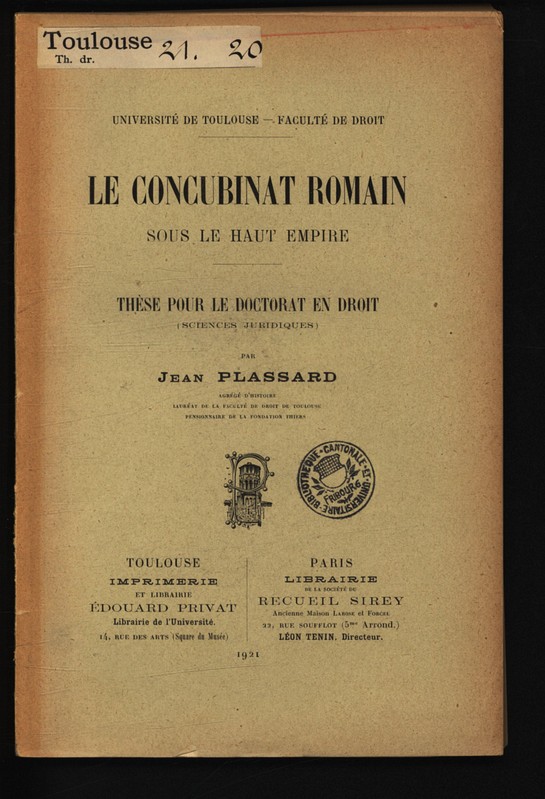 Toulouse 21. 20
Th. dr.
UNIVERSITÉ DE TOULOUSE — FACULTÉ DE DROIT
LE CONCUBINAT ROMAIN
SOUS LE HAUT EMPIRE
THÈSE POUR LE DOCTORAT EN DROIT
(SCIENCES JURIDIQUES)
PAR
JEAN PLASSARD
AGRÉGÉ D'HISTOIRE
LAURÉAT DE LA FACULTÉ DE DROIT DE TOULOUSE
PENSIONNAIRE DE LA FONDATION THIERS
BIBLIOTHÈQUE · CANTONALE · ET · UNIVERSITAIRE
FRIBOURG
TOULOUSE
IMPRIMERIE
ET LIBRAIRIE
ÉDOUARD PRIVAT
Librairie de l'Université.
14, RUE DES ARTS (Square du Musée)
PARIS
LIBRAIRIE
DE LA SOCIÉTÉ DU
RECUEIL SIREY
Ancienne Maison LAROSE et FORCEL
22, RUE SOUFFLOT (5me Arrond.)
LÉON TENIN, Directeur.
1921